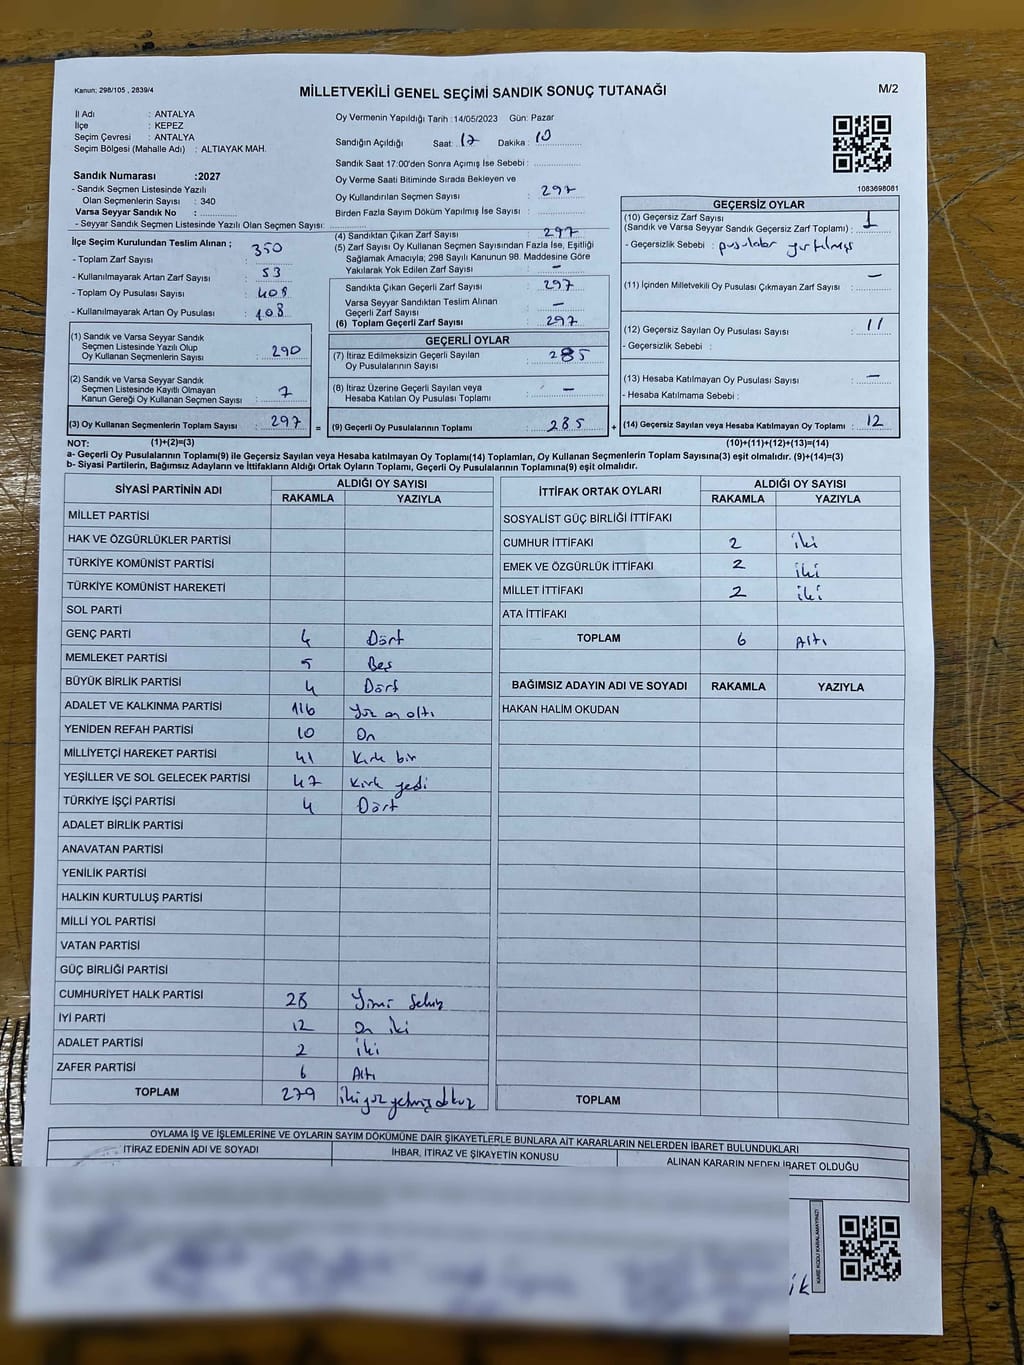 Kanun: 298/105 , 2839/4
MİLLETVEKİLİ GENEL SEÇİMİ SANDIK SONUÇ TUTANAĞI
M/2
İl Adı : ANTALYA
İlçe : KEPEZ
Seçim Çevresi : ANTALYA
Seçim Bölgesi (Mahalle Adı) : ALTIAYAK MAH.
Sandık Numarası :2027
- Sandık Seçmen Listesinde Yazılı
Olan Seçmenlerin Sayısı : 340
Varsa Seyyar Sandık No :
- Seyyar Sandık Seçmen Listesinde Yazılı Olan Seçmen Sayısı:
Oy Vermenin Yapıldığı Tarih :14/05/2023 Gün: Pazar
Sandığın Açıldığı Saat: 17 Dakika: 10
Sandık Saat 17:00'den Sonra Açımış İse Sebebi :
Oy Verme Saati Bitiminde Sırada Bekleyen ve
Oy Kullandırılan Seçmen Sayısı : 297
Birden Fazla Sayım Döküm Yapılmış İse Sayısı :
1083698081
İlçe Seçim Kurulundan Teslim Alınan ;
- Toplam Zarf Sayısı : 350
- Kullanılmayarak Artan Zarf Sayısı : 53
- Toplam Oy Pusulası Sayısı : 405
- Kullanılmayarak Artan Oy Pusulası : 108
(1) Sandık ve Varsa Seyyar Sandık
Seçmen Listesinde Yazılı Olup
Oy Kullanan Seçmenlerin Sayısı : 290
(2) Sandık ve Varsa Seyyar Sandık
Seçmen Listesinde Kayıtlı Olmayan
Kanun Gereği Oy Kullanan Seçmen Sayısı : 7
(3) Oy Kullanan Seçmenlerin Toplam Sayısı : 297 =
(4) Sandıktan Çıkan Zarf Sayısı : 297
(5) Zarf Sayısı Oy Kullanan Seçmen Sayısından Fazla İse, Eşitliği
Sağlamak Amacıyla; 298 Sayılı Kanunun 98. Maddesine Göre
Yakılarak Yok Edilen Zarf Sayısı : —
Sandıkta Çıkan Geçerli Zarf Sayısı : 297
Varsa Seyyar Sandıktan Teslim Alınan
Geçerli Zarf Sayısı : —
(6) Toplam Geçerli Zarf Sayısı : 297
GEÇERLİ OYLAR
(7) İtiraz Edilmeksizin Geçerli Sayılan
Oy Pusulalarının Sayısı : 285
(8) İtiraz Üzerine Geçerli Sayılan veya
Hesaba Katılan Oy Pusulası Toplamı : —
(9) Geçerli Oy Pusulalarının Toplamı : 285 +
GEÇERSİZ OYLAR
(10) Geçersiz Zarf Sayısı
(Sandık ve Varsa Seyyar Sandık Geçersiz Zarf Toplamı) : 1
- Geçersizlik Sebebi : pusulalar yırtılmış
(11) İçinden Milletvekili Oy Pusulası Çıkmayan Zarf Sayısı : —
(12) Geçersiz Sayılan Oy Pusulası Sayısı : 11
- Geçersizlik Sebebi :
(13) Hesaba Katılmayan Oy Pusulası Sayısı : —
- Hesaba Katılmama Sebebi :
(14) Geçersiz Sayılan veya Hesaba Katılmayan Oy Toplamı : 12
NOT: (1)+(2)=(3) (10)+(11)+(12)+(13)=(14)
a- Geçerli Oy Pusulalarının Toplamı(9) ile Geçersiz Sayılan veya Hesaba katılmayan Oy Toplamı(14) Toplamları, Oy Kullanan Seçmenlerin Toplam Sayısına(3) eşit olmalıdır. (9)+(14)=(3)
b- Siyasi Partilerin, Bağımsız Adayların ve İttifakların Aldığı Ortak Oyların Toplamı, Geçerli Oy Pusulalarının Toplamına(9) eşit olmalıdır.
SİYASİ PARTİNİN ADI ALDIĞI OY SAYISI
RAKAMLA YAZIYLA
MİLLET PARTİSİ
HAK VE ÖZGÜRLÜKLER PARTİSİ
TÜRKİYE KOMÜNİST PARTİSİ
TÜRKİYE KOMÜNİST HAREKETİ
SOL PARTİ
GENÇ PARTİ 4 Dört
MEMLEKET PARTİSİ 5 Beş
BÜYÜK BİRLİK PARTİSİ 4 Dört
ADALET VE KALKINMA PARTİSİ 116 Yüz on altı
YENİDEN REFAH PARTİSİ 10 On
MİLLİYETÇİ HAREKET PARTİSİ 41 Kırk bir
YEŞİLLER VE SOL GELECEK PARTİSİ 47 Kırk yedi
TÜRKİYE İŞÇİ PARTİSİ 4 Dört
ADALET BİRLİK PARTİSİ
ANAVATAN PARTİSİ
YENİLİK PARTİSİ
HALKIN KURTULUŞ PARTİSİ
MİLLİ YOL PARTİSİ
VATAN PARTİSİ
GÜÇ BİRLİĞİ PARTİSİ
CUMHURİYET HALK PARTİSİ 28 Yirmi Sekiz
İYİ PARTİ 12 On iki
ADALET PARTİSİ 2 iki
ZAFER PARTİSİ 6 Altı
TOPLAM 279 ikiyüz yetmiş dokuz
İTTİFAK ORTAK OYLARI ALDIĞI OY SAYISI
RAKAMLA YAZIYLA
SOSYALİST GÜÇ BİRLİĞİ İTTİFAKI
CUMHUR İTTİFAKI 2 iki
EMEK VE ÖZGÜRLÜK İTTİFAKI 2 iki
MİLLET İTTİFAKI 2 iki
ATA İTTİFAKI
TOPLAM 6 Altı
BAĞIMSIZ ADAYIN ADI VE SOYADI RAKAMLA YAZIYLA
HAKAN HALİM OKUDAN
TOPLAM
OYLAMA İŞ VE İŞLEMLERİNE VE OYLARIN SAYIM DÖKÜMÜNE DAİR ŞİKAYETLERLE BUNLARA AİT KARARLARIN NELERDEN İBARET BULUNDUKLARI
İTİRAZ EDENİN ADI VE SOYADI İHBAR, İTİRAZ VE ŞİKAYETİN KONUSU ALINAN KARARIN NEDEN İBARET OLDUĞU
KARE KODU KARALAMAYINIZ!